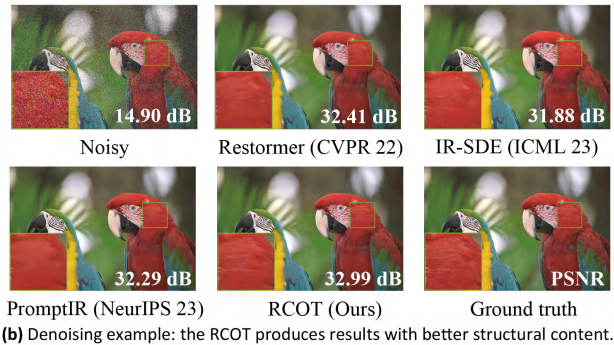 14.90 dB
32.41 dB
31.88 dB
Noisy
Restormer (CVPR 22)
IR-SDE (ICML 23)
32.29 dB
32.99 dB
PSNR
PromptIR (NeurIPS 23)
RCOT (Ours)
Ground truth
(b) Denoising example: the RCOT produces results with better structural content.